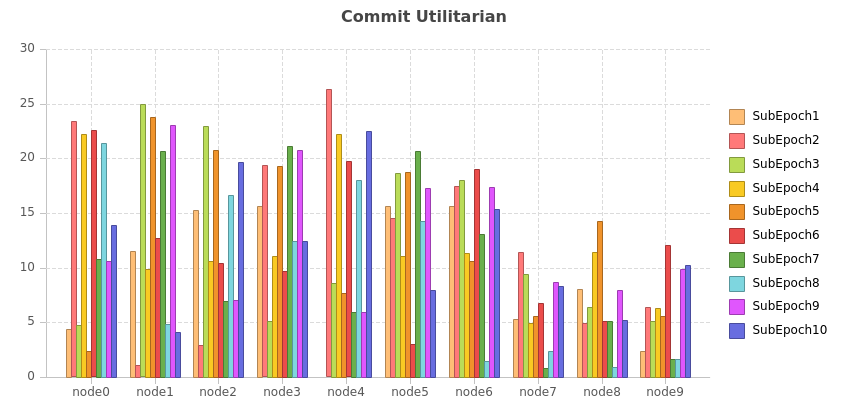 Commit Utilitarian
30
25
20
15
10
5
0
node0 node1 node2 node3 node4 node5 node6 node7 node8 node9
SubEpoch1
SubEpoch2
SubEpoch3
SubEpoch4
SubEpoch5
SubEpoch6
SubEpoch7
SubEpoch8
SubEpoch9
SubEpoch10